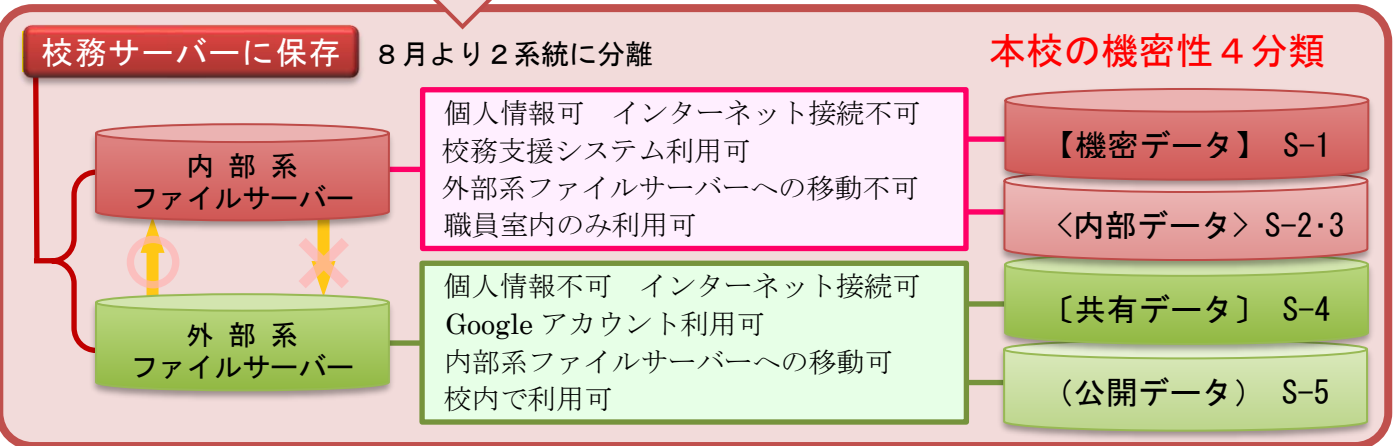 校務サーバーに保存 8月より2系統に分離 本校の機密性4分類
内部系
ファイルサーバー
個人情報可 インターネット接続不可
校務支援システム利用可
外部系ファイルサーバーへの移動不可
職員室内のみ利用可
【機密データ】 S-1
〈内部データ〉 S-2・3
外部系
ファイルサーバー
個人情報不可 インターネット接続可
Google アカウント利用可
内部系ファイルサーバーへの移動可
校内で利用可
〔共有データ〕 S-4
（公開データ） S-5